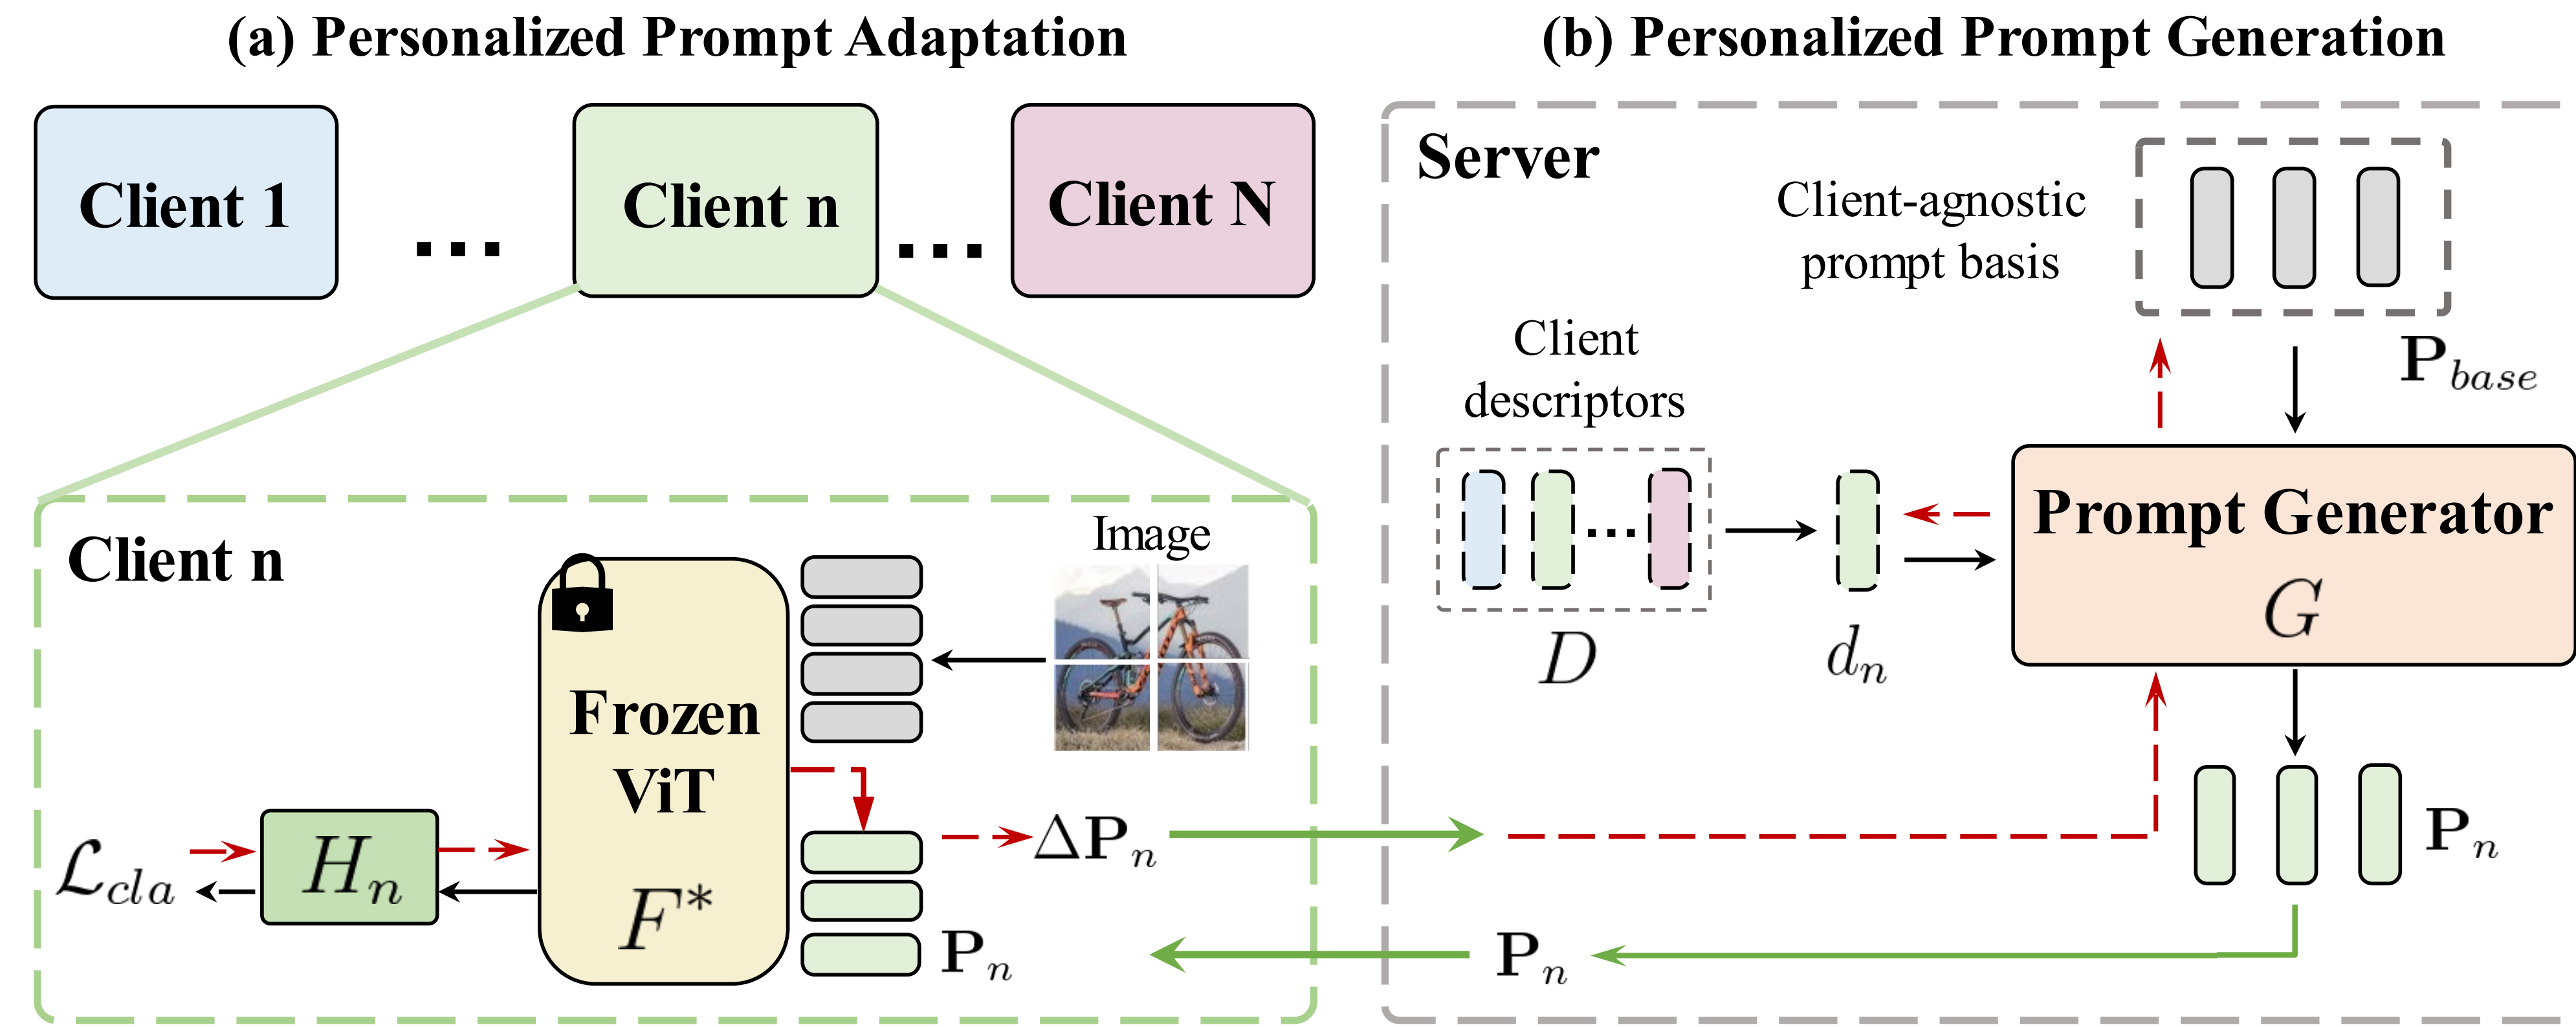 (a) Personalized Prompt Adaptation
Client 1
...
Client n
...
Client N
Client n
Image
Frozen
ViT
F*
H_n
ℒ_cla
ΔP_n
P_n
(b) Personalized Prompt Generation
Server
Client-agnostic
prompt basis
P_base
Client
descriptors
...
D
d_n
Prompt Generator
G
P_n
P_n